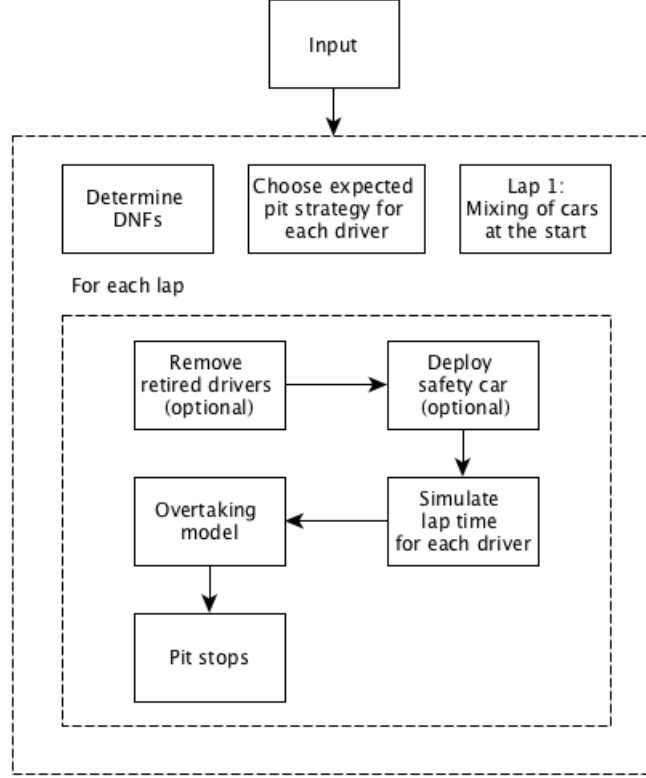 Input
Determine
DNFs
Choose expected
pit strategy for
each driver
Lap 1:
Mixing of cars
at the start
For each lap
Remove
retired drivers
(optional)
Deploy
safety car
(optional)
Overtaking
model
Simulate
lap time
for each driver
Pit stops